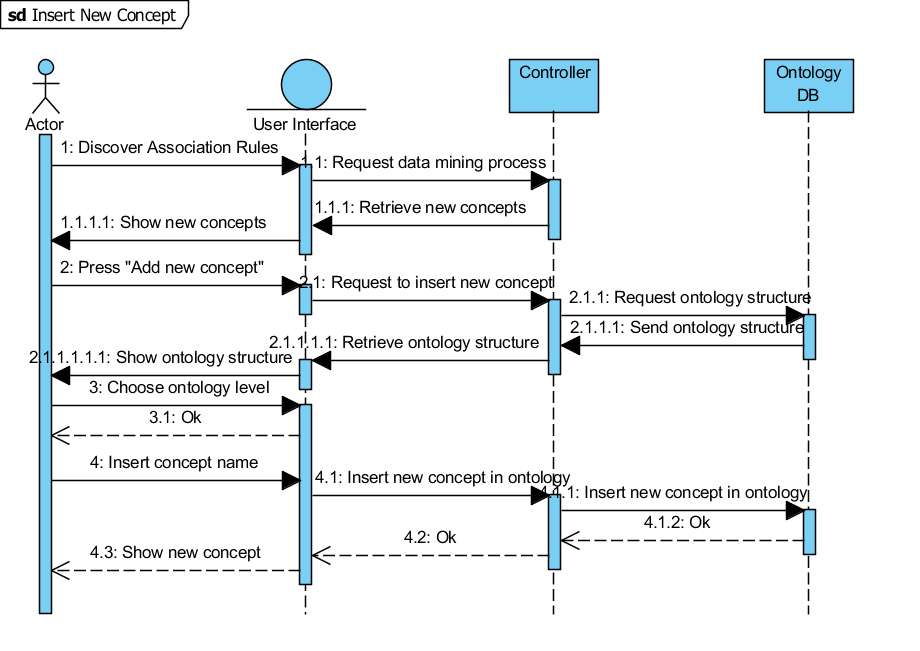 sd Insert New Concept
Actor
User Interface
Controller
Ontology
DB
1: Discover Association Rules
1.1: Request data mining process
1.1.1: Retrieve new concepts
1.1.1.1: Show new concepts
2: Press "Add new concept"
2.1: Request to insert new concept
2.1.1: Request ontology structure
2.1.1.1: Send ontology structure
2.1.1.1.1: Retrieve ontology structure
2.1.1.1.1.1: Show ontology structure
3: Choose ontology level
3.1: Ok
4: Insert concept name
4.1: Insert new concept in ontology
4.1.1: Insert new concept in ontology
4.1.2: Ok
4.2: Ok
4.3: Show new concept